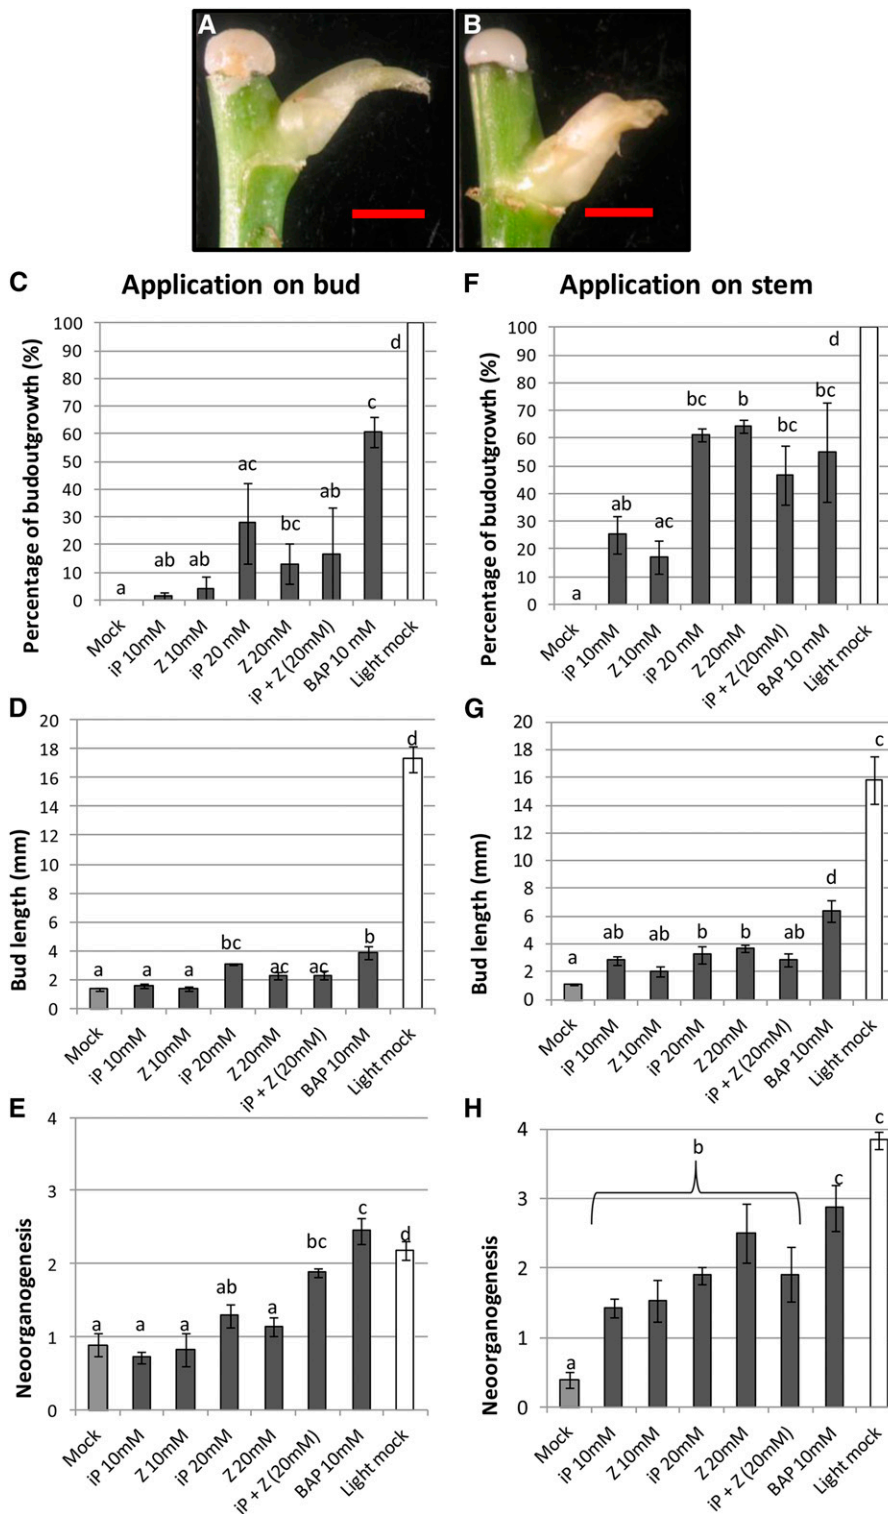 A
B
C
Application on bud
Percentage of budoutgrowth (%)
100
90
80
70
60
50
40
30
20
10
0
a
ab
ab
ac
bc
ab
c
d
Mock
iP 10mM
Z 10mM
iP 20 mM
Z 20mM
iP + Z (20mM)
BAP 10 mM
Light mock
F
Application on stem
Percentage of budoutgrowth (%)
100
90
80
70
60
50
40
30
20
10
0
a
ab
ac
bc
b
bc
bc
d
Mock
iP 10mM
Z 10mM
iP 20 mM
Z 20mM
iP + Z (20mM)
BAP 10 mM
Light mock
D
Bud length (mm)
20
18
16
14
12
10
8
6
4
2
0
a
a
a
bc
ac
ac
b
d
Mock
iP 10mM
Z 10mM
iP 20mM
Z 20mM
iP + Z (20mM)
BAP 10mM
Light mock
G
Bud length (mm)
20
18
16
14
12
10
8
6
4
2
0
a
ab
ab
b
b
ab
d
c
Mock
iP 10mM
Z 10mM
iP 20mM
Z 20mM
iP + Z (20mM)
BAP 10mM
Light mock
E
Neoorganogenesis
4
3
2
1
0
a
a
a
ab
a
bc
c
d
Mock
iP 10mM
Z 10mM
iP 20mM
Z 20mM
iP + Z (20mM)
BAP 10mM
Light mock
H
Neoorganogenesis
4
3
2
1
0
a
b
c
c
Mock
iP 10mM
Z 10mM
iP 20mM
Z 20mM
iP + Z (20mM)
BAP 10mM
Light mock